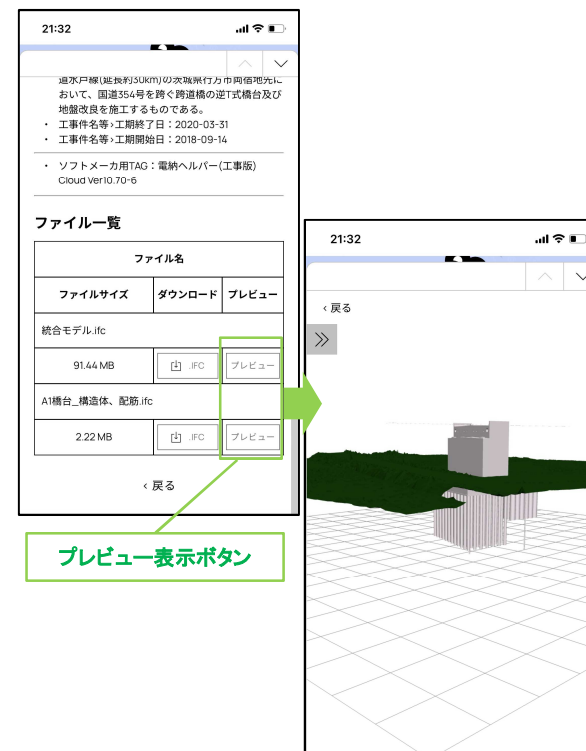 21:32
道水戸線(延長約30km)の茨城県行方市両宿地先に
おいて、国道354号を跨ぐ跨道橋の逆T式橋台及び
地盤改良を施工するものである。
・ 工事件名等›工期終了日：2020-03-31
・ 工事件名等›工期開始日：2018-09-14
・ ソフトメーカ用TAG：電納ヘルパー(工事版)
Cloud Ver10.70-6
ファイル一覧
ファイル名
ファイルサイズ ダウンロード プレビュー
統合モデル.ifc
91.44 MB .IFC プレビュー
A1橋台_構造体、配筋.ifc
2.22 MB .IFC プレビュー
‹ 戻る
プレビュー表示ボタン
21:32
‹ 戻る